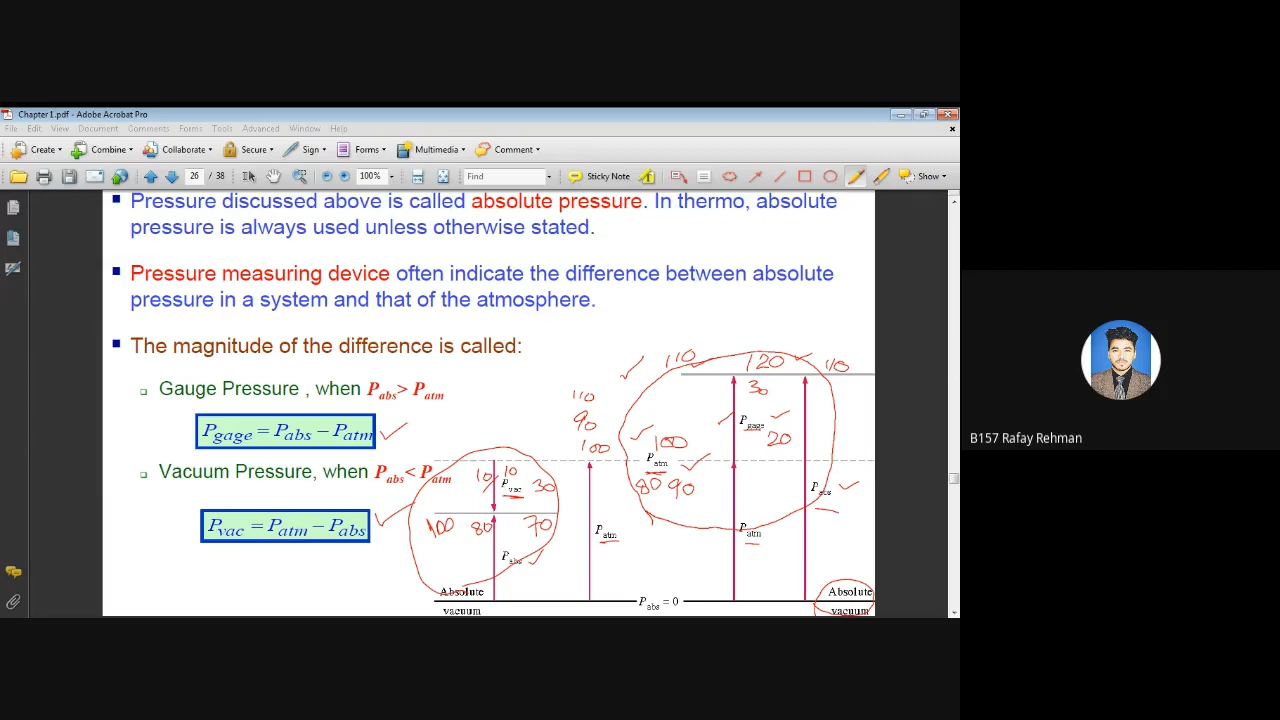 Chapter 1.pdf - Adobe Acrobat Pro
File Edit View Document Comments Forms Tools Advanced Window Help
Create Combine Collaborate Secure Sign Forms Multimedia Comment
26 / 38 100% Find Sticky Note Show
Pressure discussed above is called absolute pressure. In thermo, absolute
pressure is always used unless otherwise stated.
Pressure measuring device often indicate the difference between absolute
pressure in a system and that of the atmosphere.
The magnitude of the difference is called:
Gauge Pressure , when Pabs> Patm
Pgage = Pabs − Patm
Vacuum Pressure, when Pabs< Patm
Pvac = Patm − Pabs
110 120 110
30
110
90
100
Pgage
20
100
Patm
80 90
10 10
Pvac 30
Pabs
100 80 70
Patm
Patm
Pabs
Absolute
vacuum
Pabs = 0
Absolute
vacuum
B157 Rafay Rehman